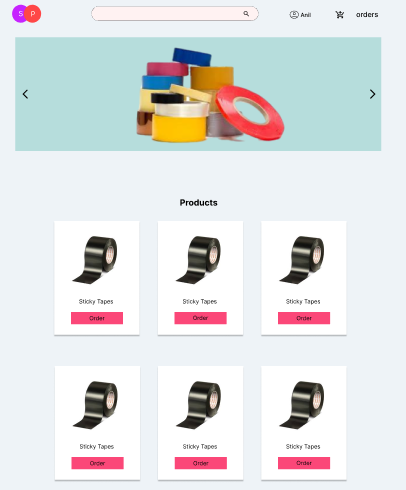 S P
Anil
orders
Products
Sticky Tapes Sticky Tapes Sticky Tapes
Order Order Order
Sticky Tapes Sticky Tapes Sticky Tapes
Order Order Order